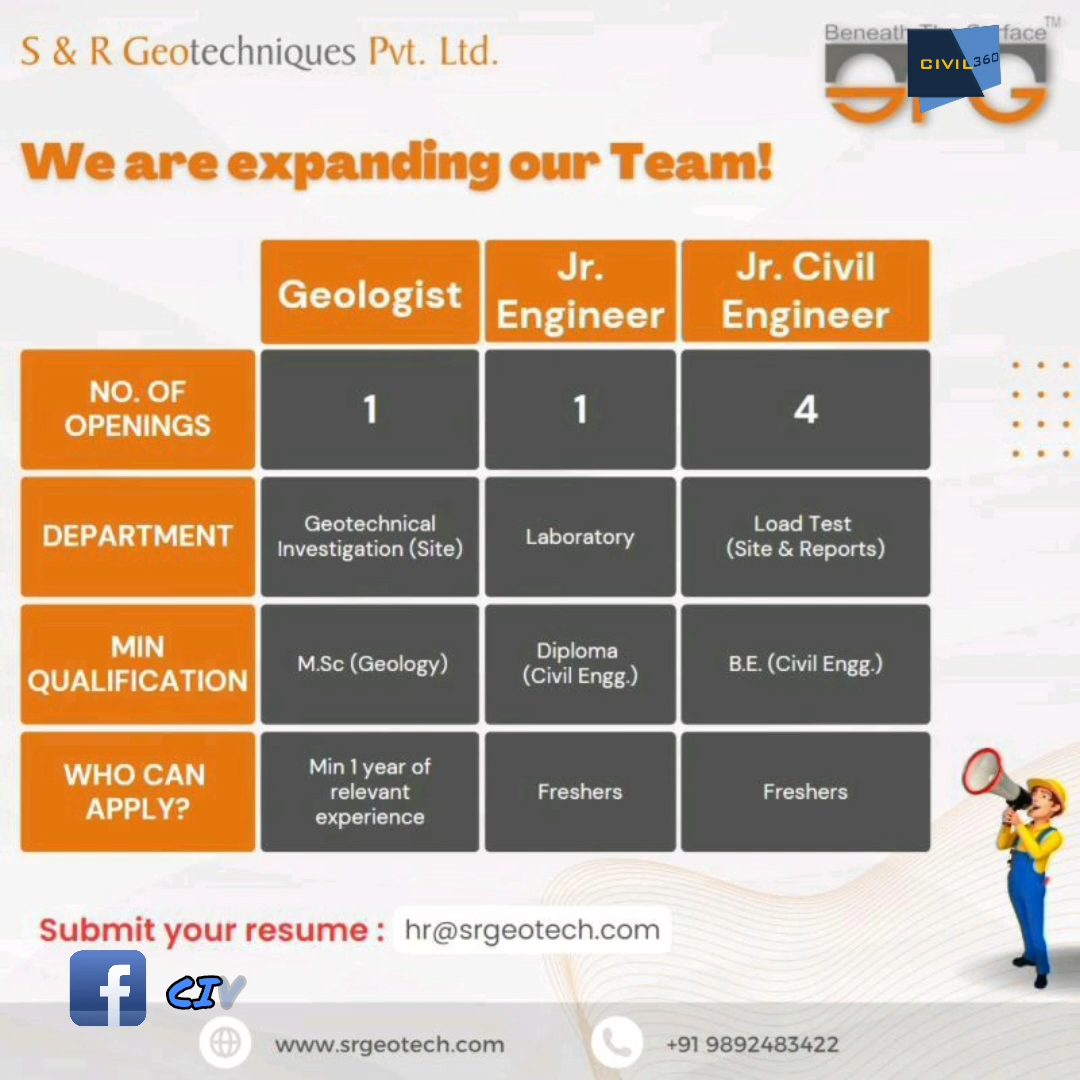 S & R Geotechniques Pvt. Ltd.
Beneath
TM
CIVIL 360
We are expanding our Team!
Geologist
Jr.
Engineer
Jr. Civil
Engineer
NO. OF
OPENINGS
1
1
4
DEPARTMENT
Geotechnical
Investigation (Site)
Laboratory
Load Test
(Site & Reports)
MIN
QUALIFICATION
M.Sc (Geology)
Diploma
(Civil Engg.)
B.E. (Civil Engg.)
WHO CAN
APPLY?
Min 1 year of
relevant
experience
Freshers
Freshers
Submit your resume : hr@srgeotech.com
f
CIV
www.srgeotech.com
+91 9892483422